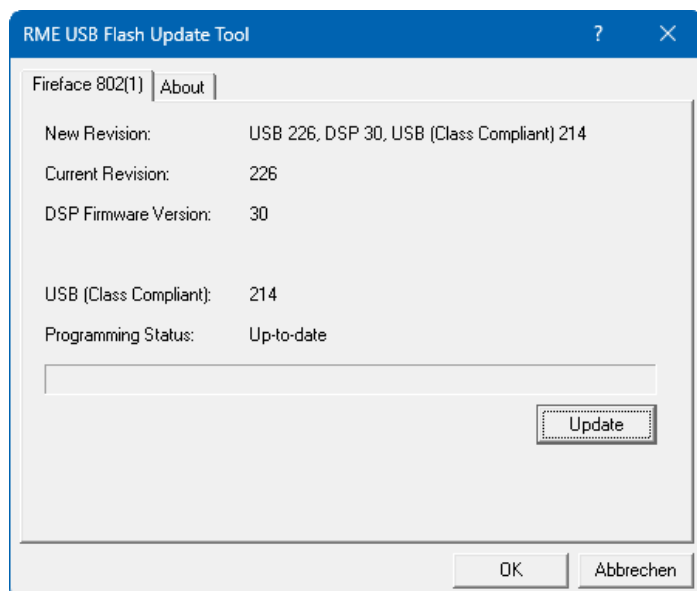 RME USB Flash Update Tool
Fireface 802(1) About
New Revision: USB 226, DSP 30, USB (Class Compliant) 214
Current Revision: 226
DSP Firmware Version: 30
USB (Class Compliant): 214
Programming Status: Up-to-date
Update
OK Abbrechen